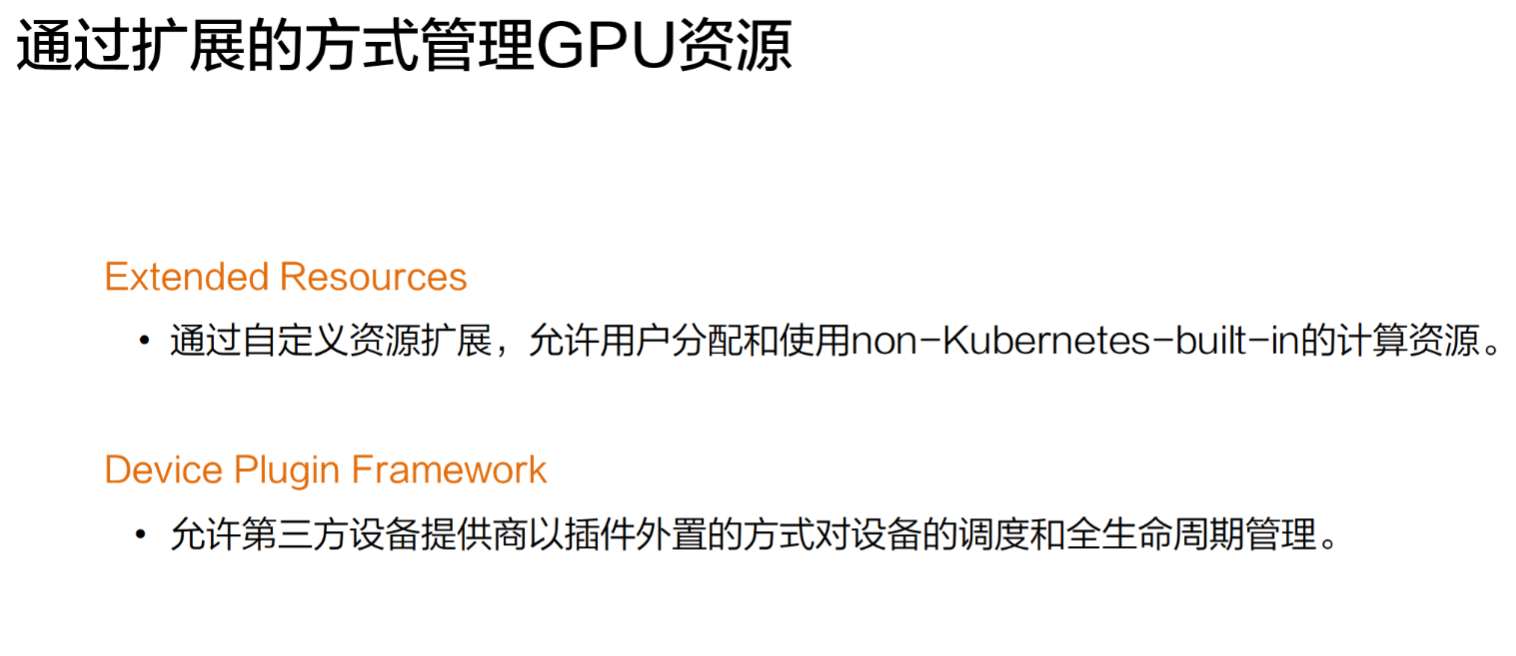 通过扩展的方式管理GPU资源
Extended Resources
• 通过自定义资源扩展，允许用户分配和使用non-Kubernetes-built-in的计算资源。
Device Plugin Framework
• 允许第三方设备提供商以插件外置的方式对设备的调度和全生命周期管理。